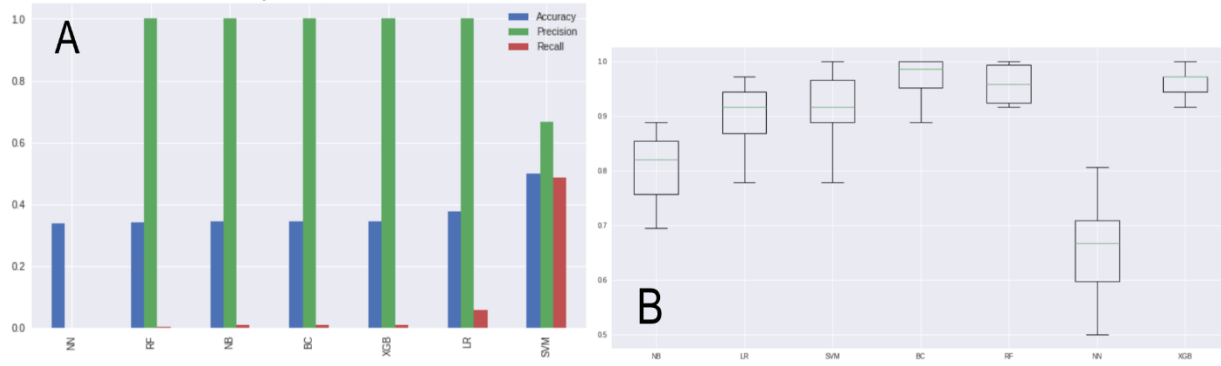 A
Accuracy
Precision
Recall
1.0
0.8
0.6
0.4
0.2
0.0
NN RF NB BC XGB LR SVM
B
1.0
0.9
0.8
0.7
0.6
0.5
NB LR SVM BC RF NN XGB